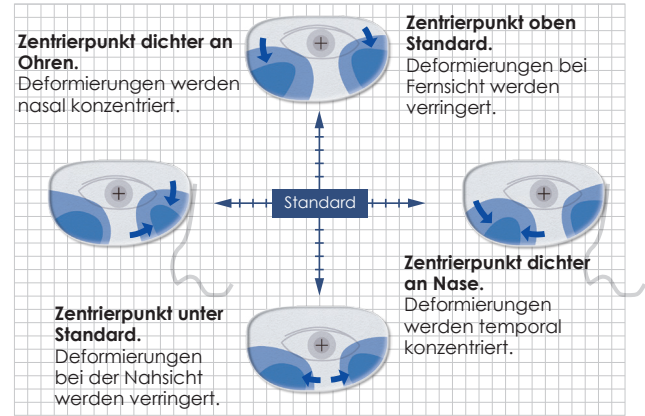 Zentrierpunkt dichter an
Ohren.
Deformierungen werden
nasal konzentriert.
Zentrierpunkt oben
Standard.
Deformierungen bei
Fernsicht werden
verringert.
Standard
Zentrierpunkt unter
Standard.
Deformierungen
bei der Nahsicht
werden verringert.
Zentrierpunkt dichter
an Nase.
Deformierungen
werden temporal
konzentriert.